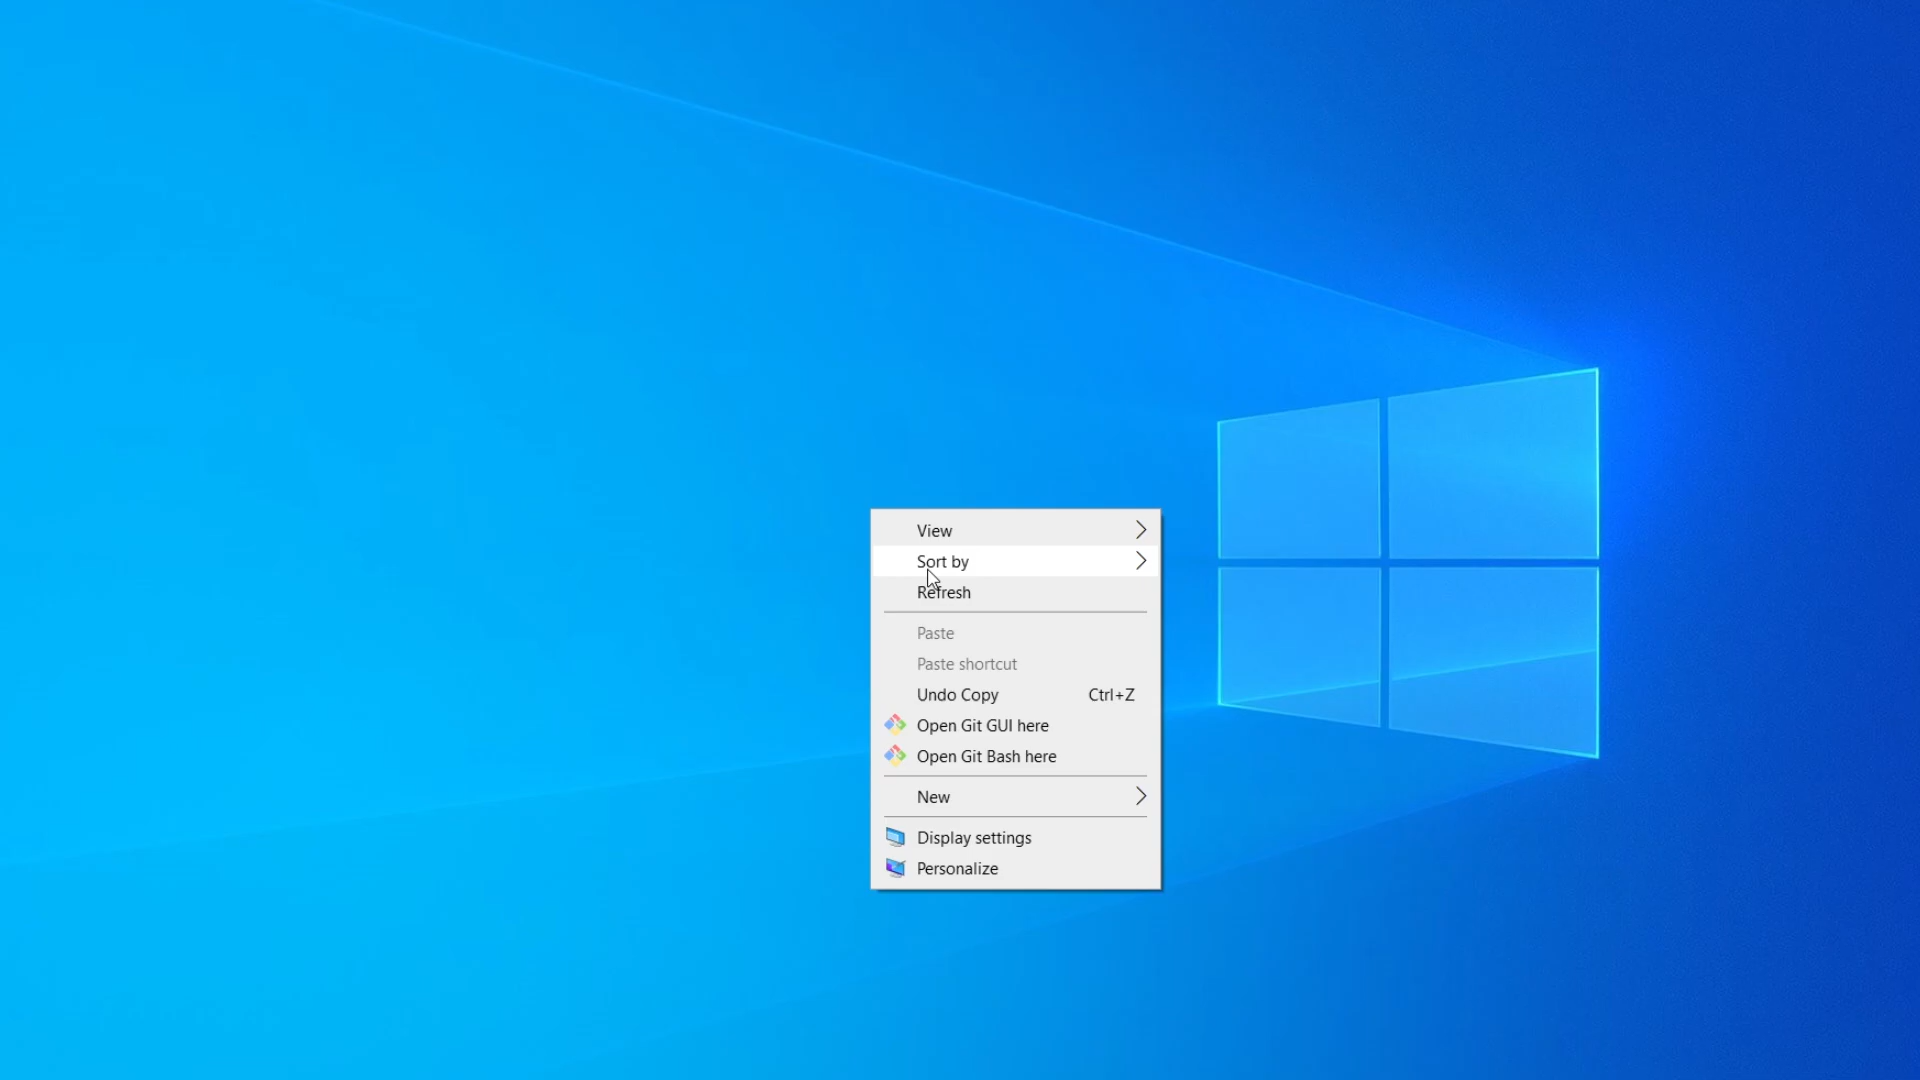 View
Sort by
Refresh
Paste
Paste shortcut
Undo Copy Ctrl+Z
Open Git GUI here
Open Git Bash here
New
Display settings
Personalize